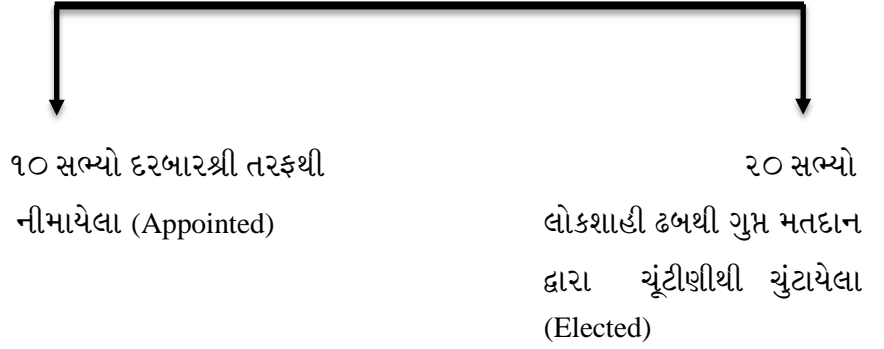 ૧૦ સભ્યો દરબારશ્રી તરફથી
નીમાયેલા (Appointed)
૨૦ સભ્યો
લોકશાહી ઢબથી ગુપ્ત મતદાન
દ્વારા ચૂંટીણીથી ચુંટાયેલા
(Elected)